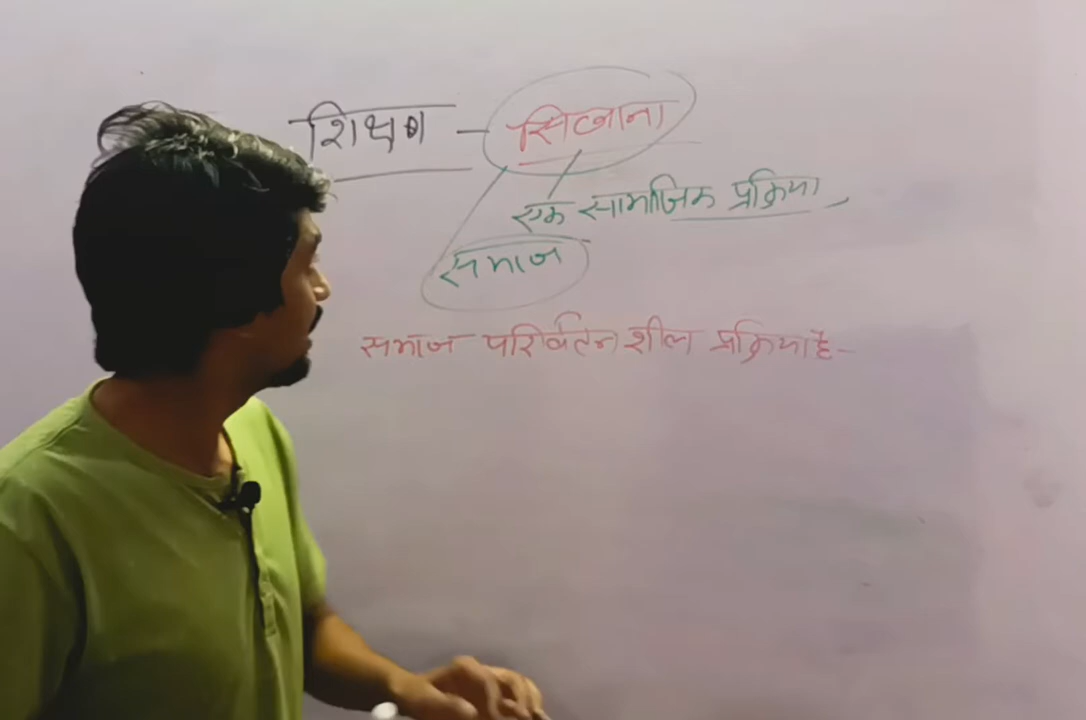 शिक्षण - सिखाना
एक सामाजिक प्रक्रिया
समाज
समाज परिवर्तनशील प्रक्रिया है-